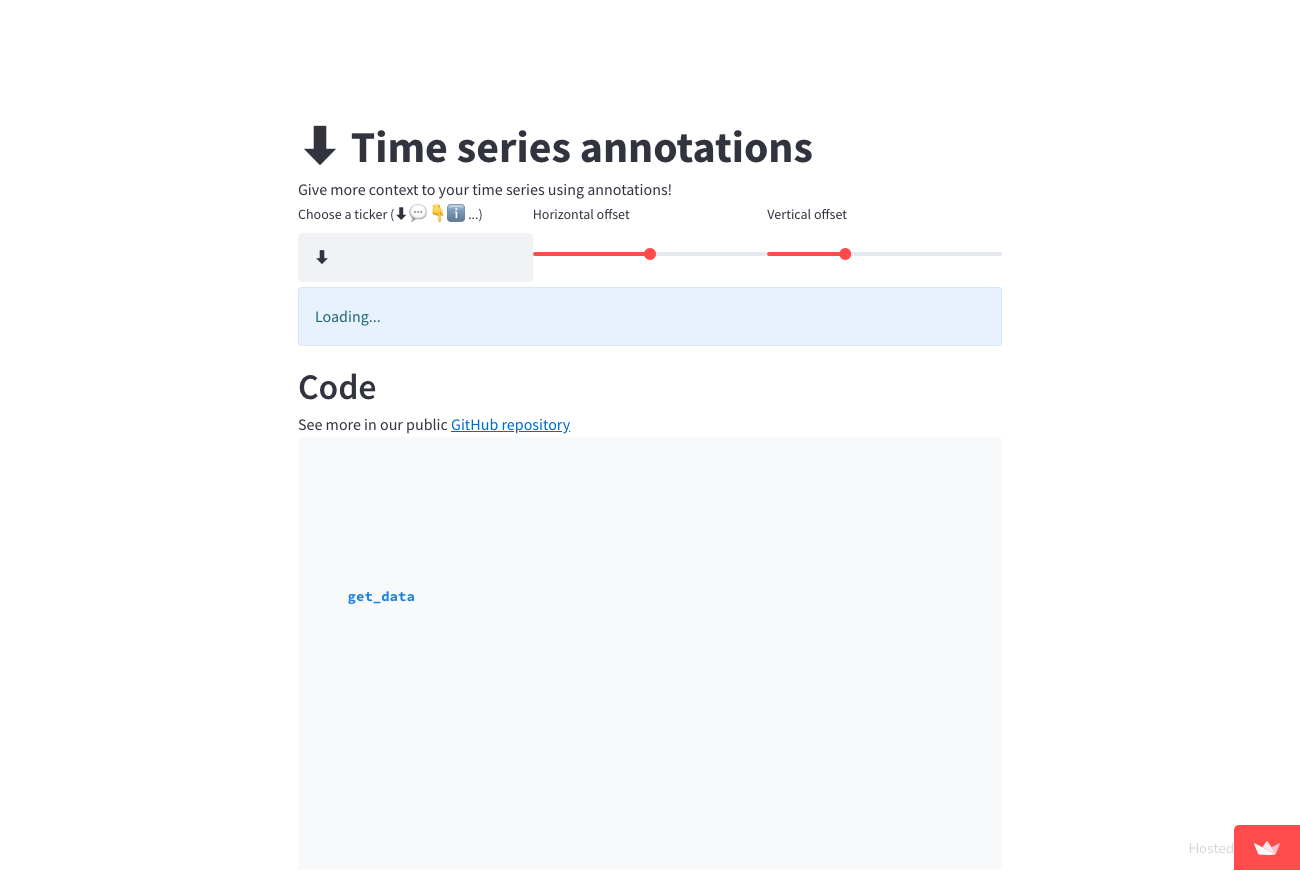 ⬇ Time series annotations
Give more context to your time series using annotations!
Choose a ticker (⬇💬👇ℹ️ ...)
Horizontal offset
Vertical offset
⬇
Loading...
Code
See more in our public GitHub repository
get_data
Hosted